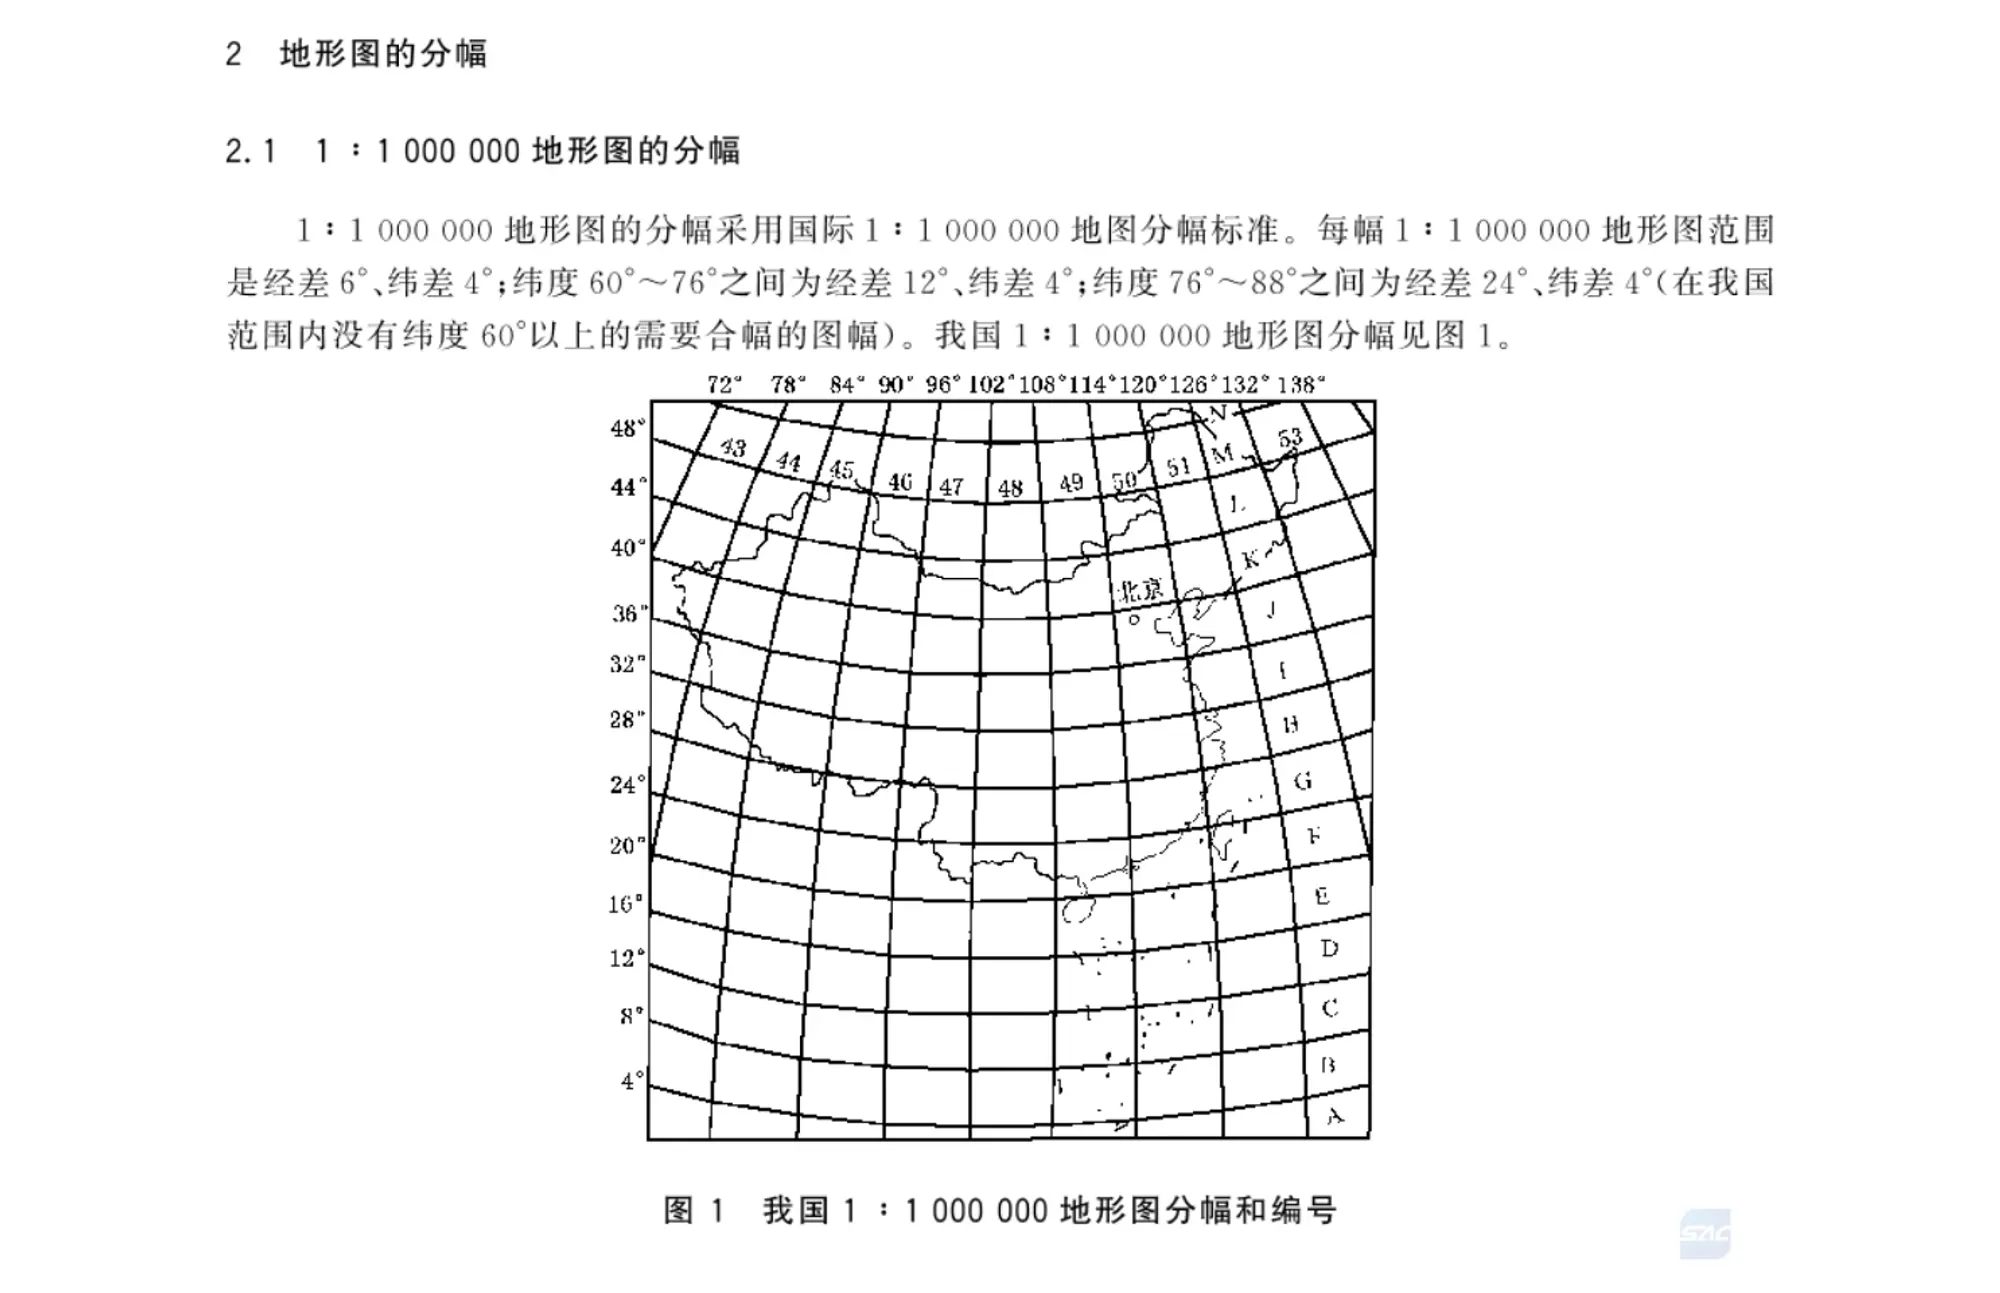 2 地形图的分幅
2.1 1∶1 000 000 地形图的分幅
1∶1 000 000 地形图的分幅采用国际 1∶1 000 000 地图分幅标准。每幅 1∶1 000 000 地形图范围
是经差 6°、纬差 4°;纬度 60°～76°之间为经差 12°、纬差 4°;纬度 76°～88°之间为经差 24°、纬差 4°(在我国
范围内没有纬度 60°以上的需要合幅的图幅)。我国 1∶1 000 000 地形图分幅见图 1。
72° 78° 84° 90° 96° 102° 108° 114° 120° 126° 132° 138°
48°
N
43 44 45 46 47 48 49 50 51 M 53
44°
L
40°
K
北京
36°
J
32°
I
28°
H
24°
G
20°
F
16°
E
12°
D
8°
C
4°
B
A
图 1 我国 1∶1 000 000 地形图分幅和编号
SAC